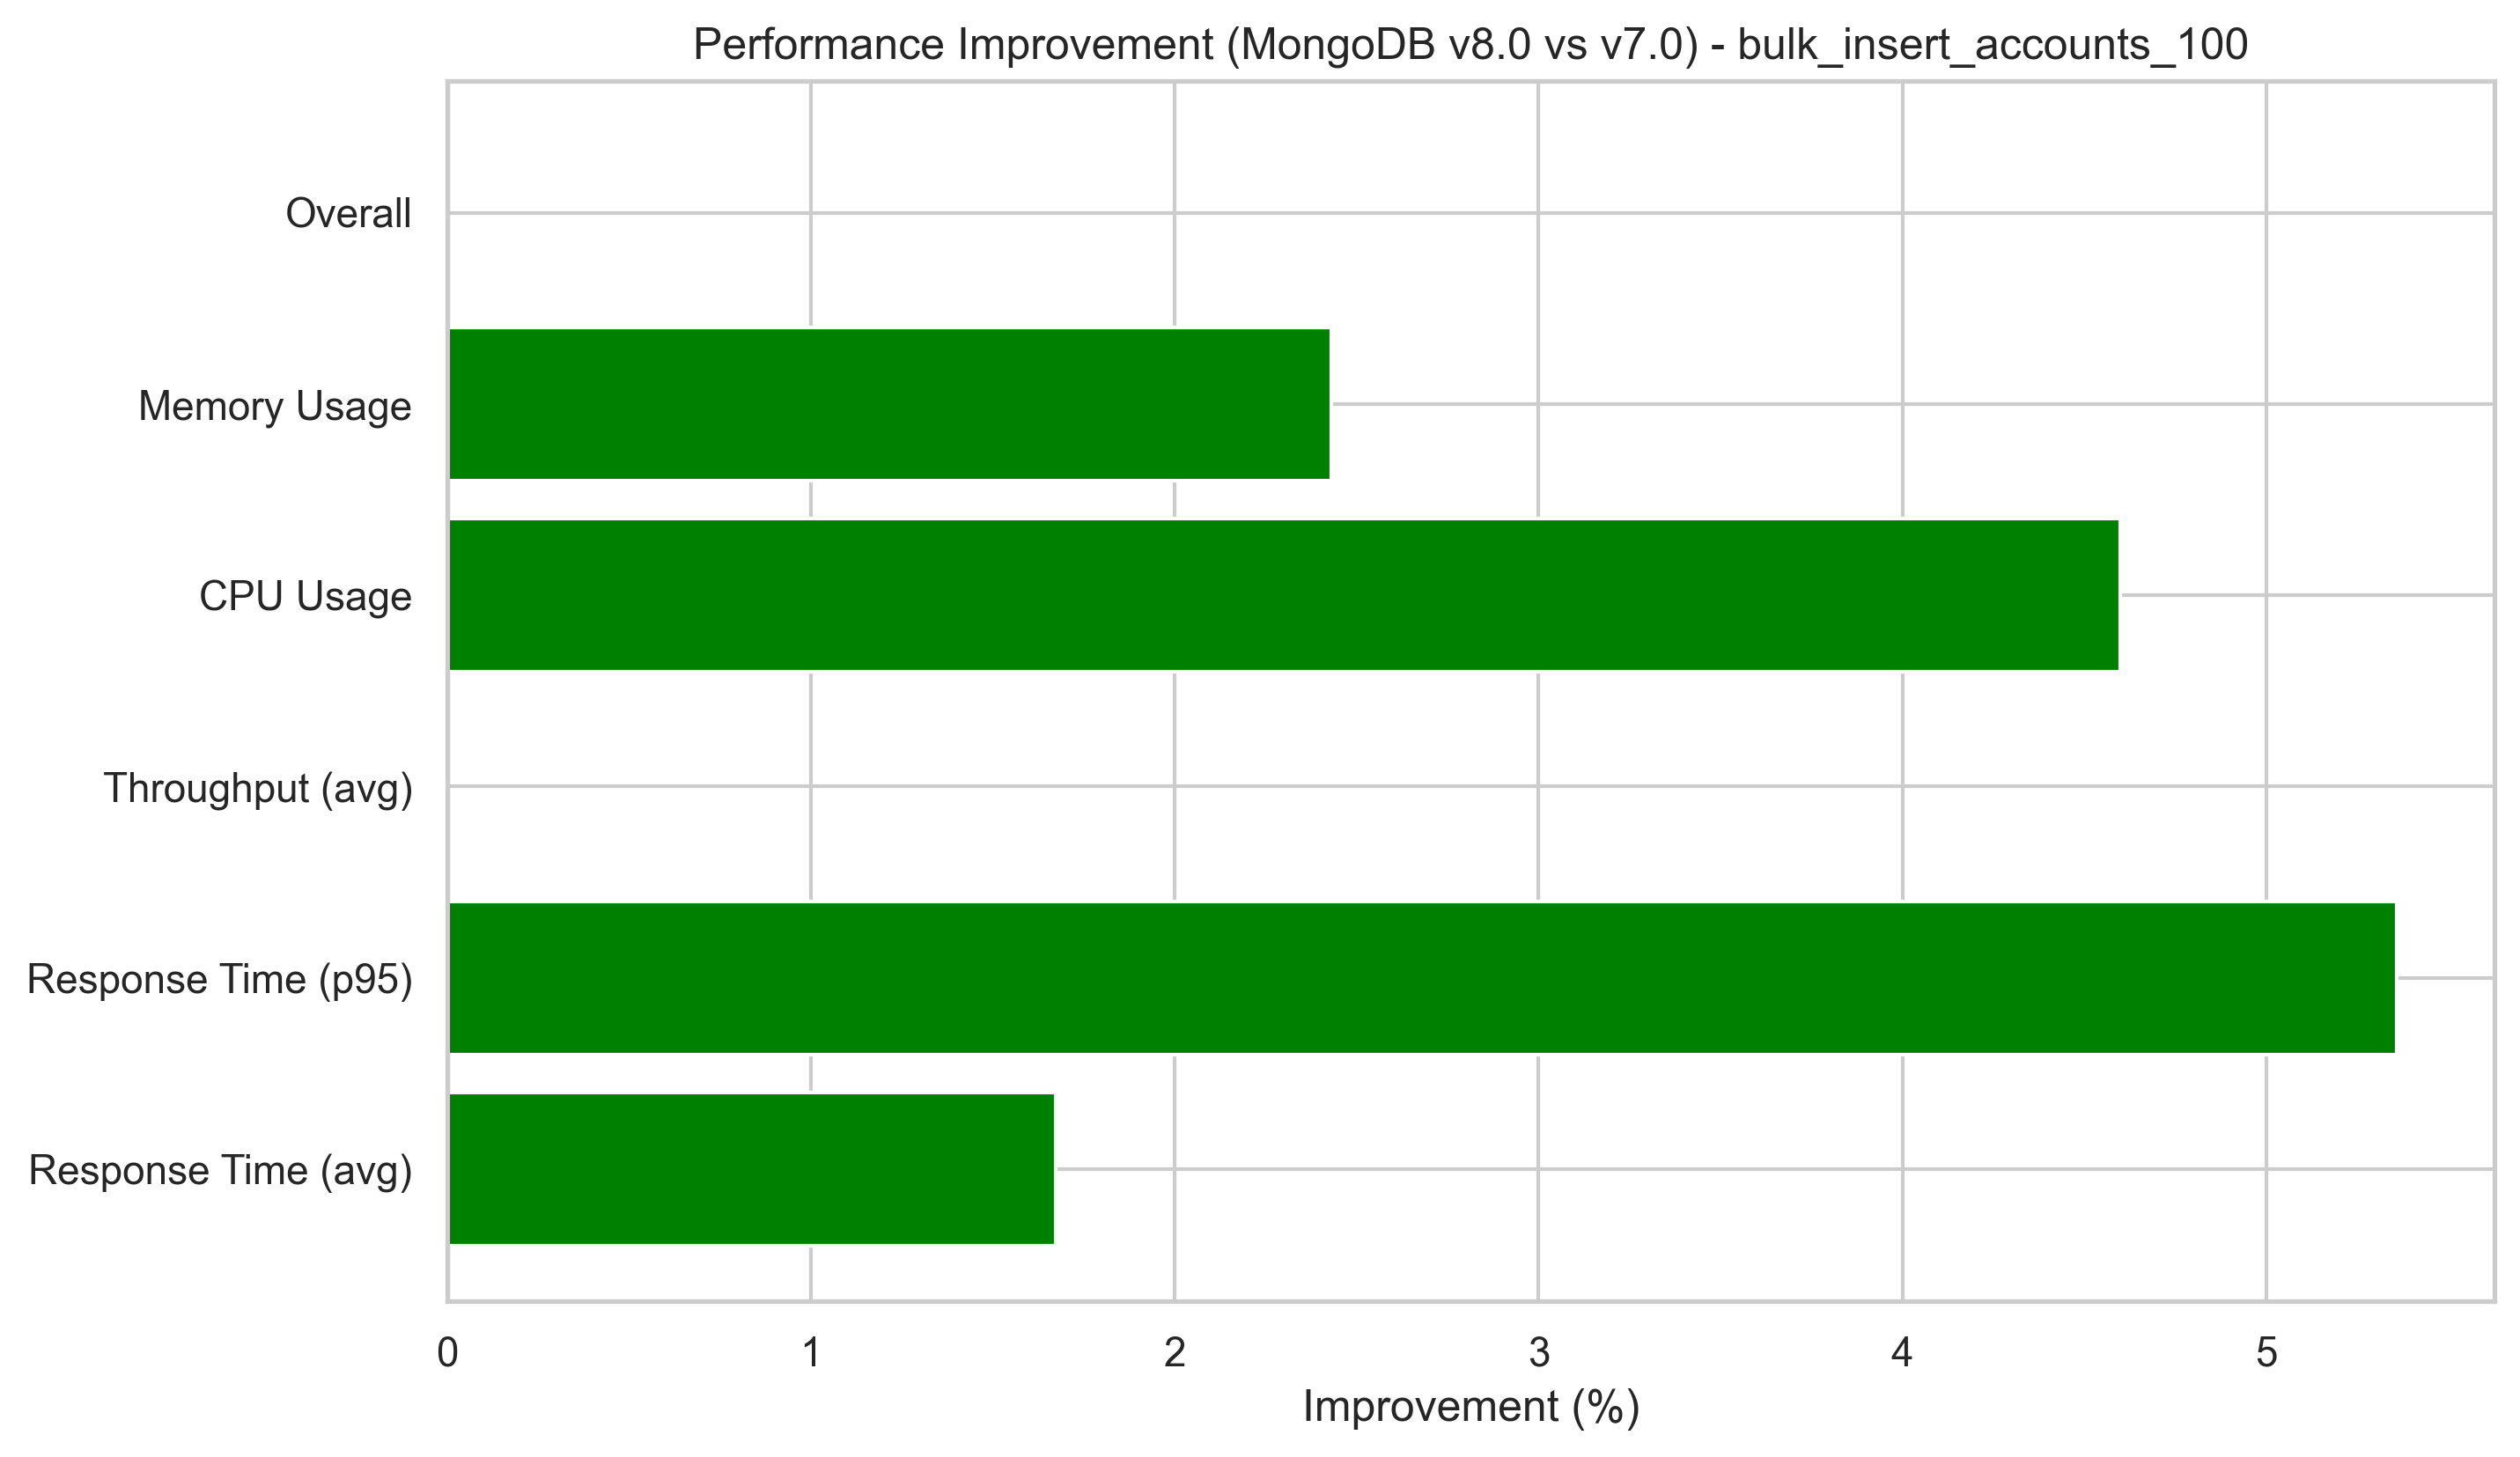 Performance Improvement (MongoDB v8.0 vs v7.0) - bulk_insert_accounts_100
Overall
Memory Usage
CPU Usage
Throughput (avg)
Response Time (p95)
Response Time (avg)
0 1 2 3 4 5
Improvement (%)